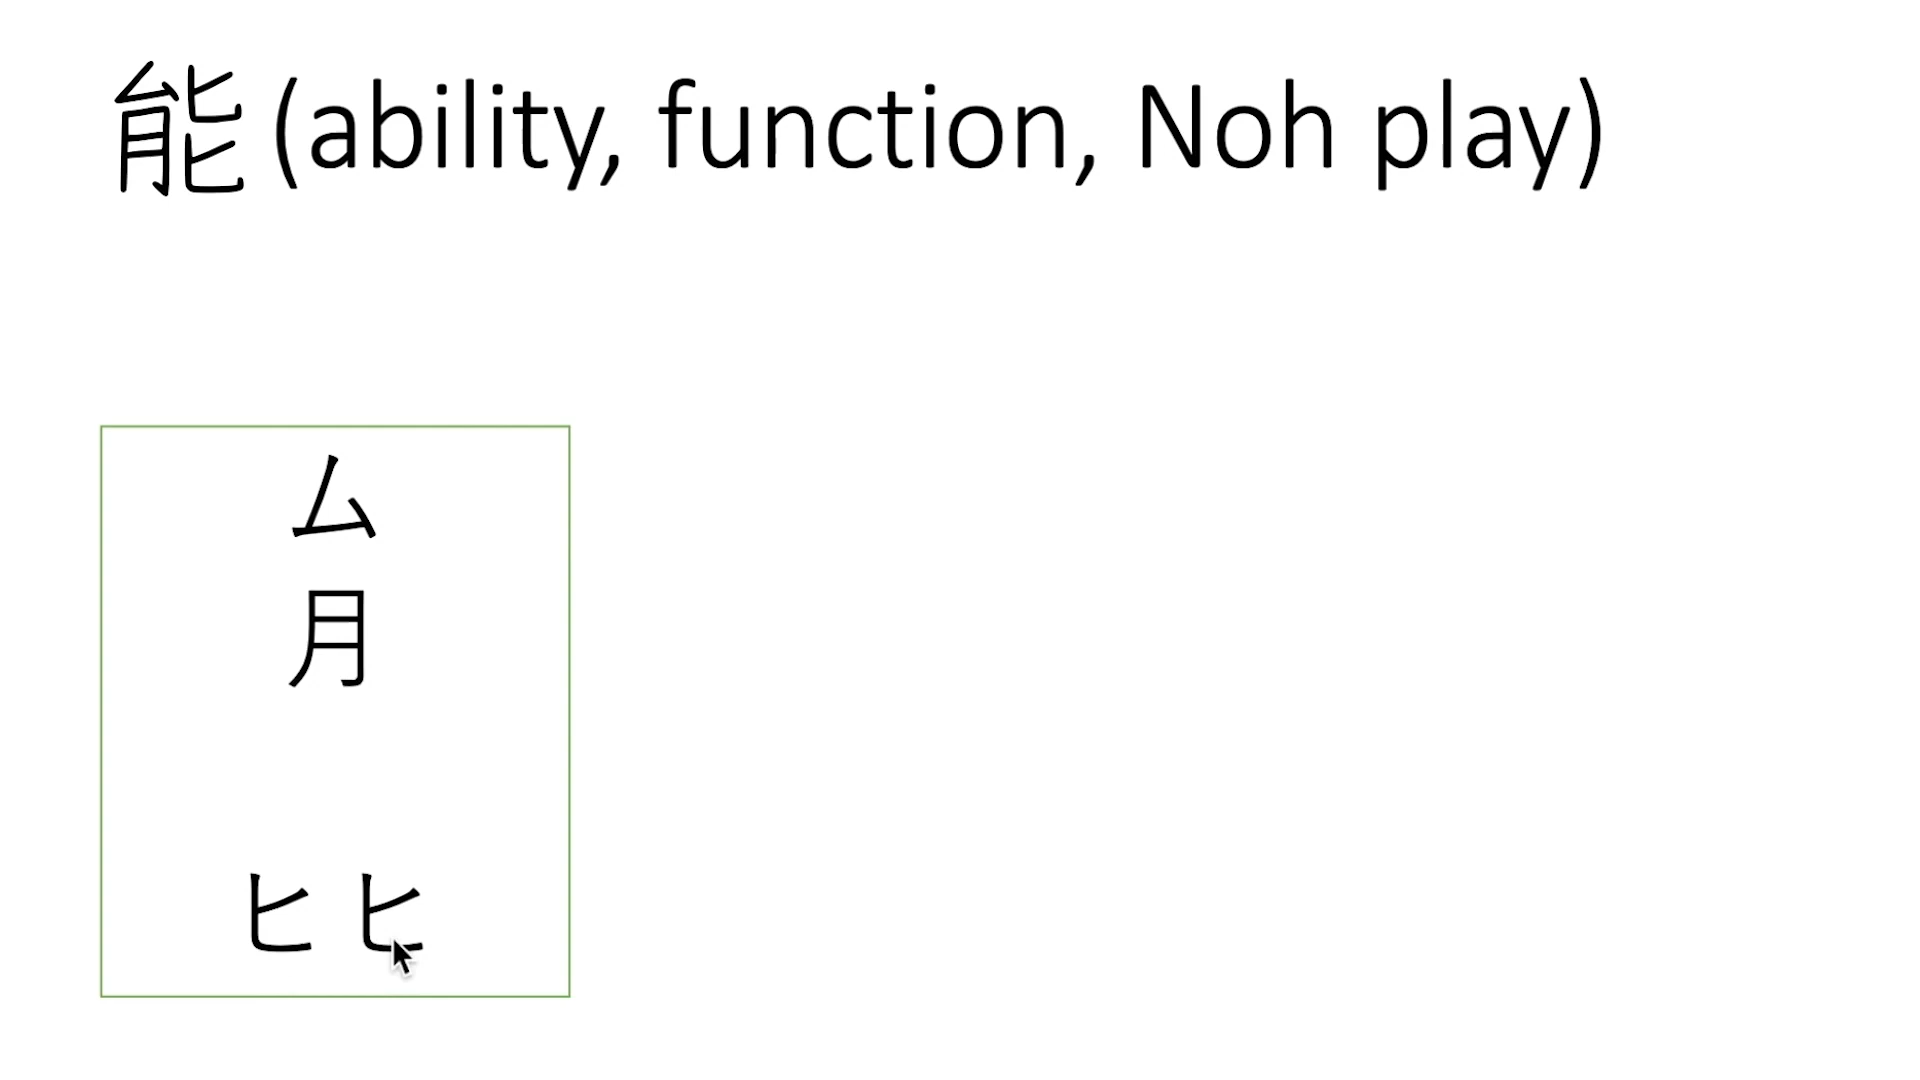 能 (ability, function, Noh play)
ム
月
ヒ ヒ